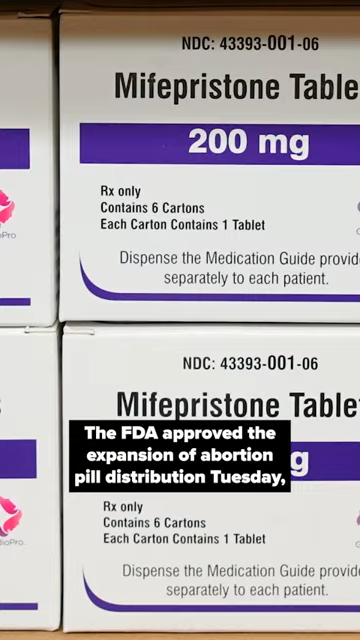 NDC: 43393-001-06
Mifepristone Table
200 mg
Rx only
Contains 6 Cartons
Each Carton Contains 1 Tablet
Dispense the Medication Guide provide
separately to each patient.
NDC: 43393-001-06
Mifepristone Table
g
The FDA approved the
expansion of abortion
pill distribution Tuesday,
Rx only
Contains 6 Cartons
Each Carton Contains 1 Tablet
Dispense the Medication Guide provide
separately to each patient.